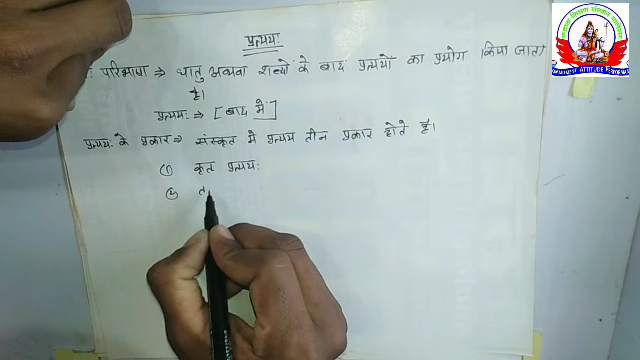 प्रत्यय
परिभाषा ⇒ धातु अथवा शब्दो के बाद प्रत्ययो का प्रयोग किया जाता
है।
प्रत्ययः ⇒ [ बाद मे ]
प्रत्ययः के प्रकार ⇒ संस्कृत मे प्रत्यय तीन प्रकार होते है।
① कृत प्रत्ययः
② त